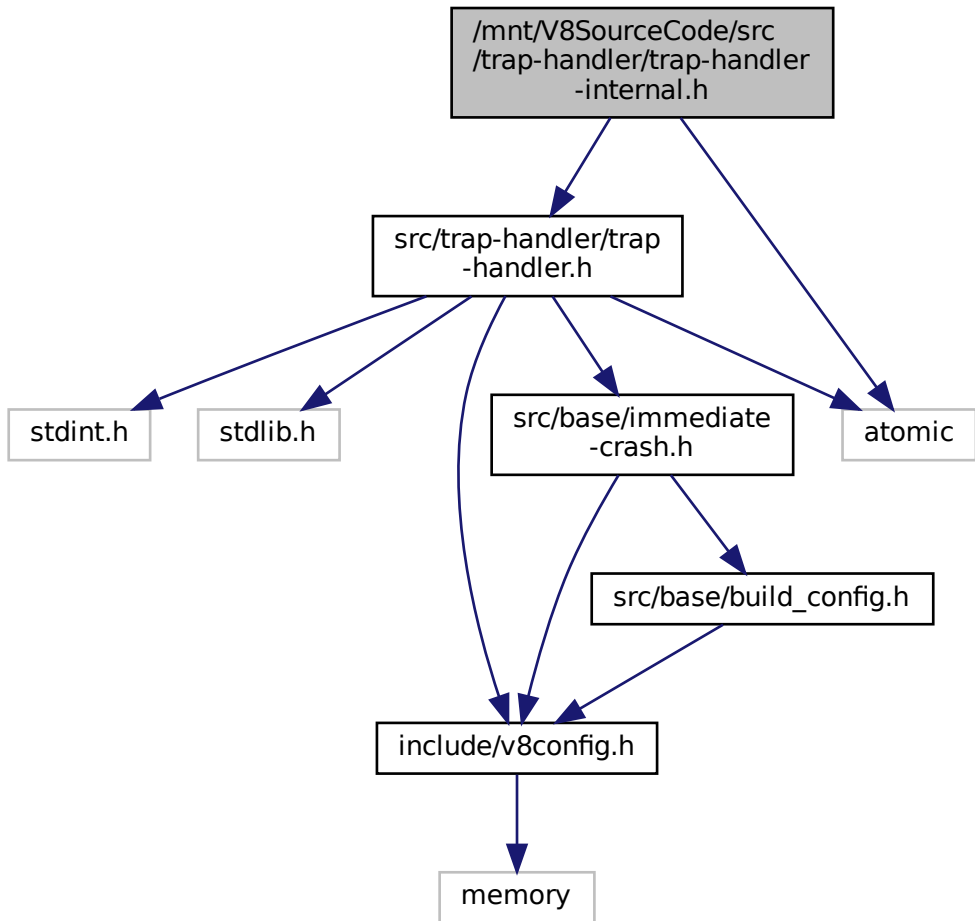 /mnt/V8SourceCode/src
/trap-handler/trap-handler
-internal.h
src/trap-handler/trap
-handler.h
stdint.h
stdlib.h
src/base/immediate
-crash.h
atomic
src/base/build_config.h
include/v8config.h
memory